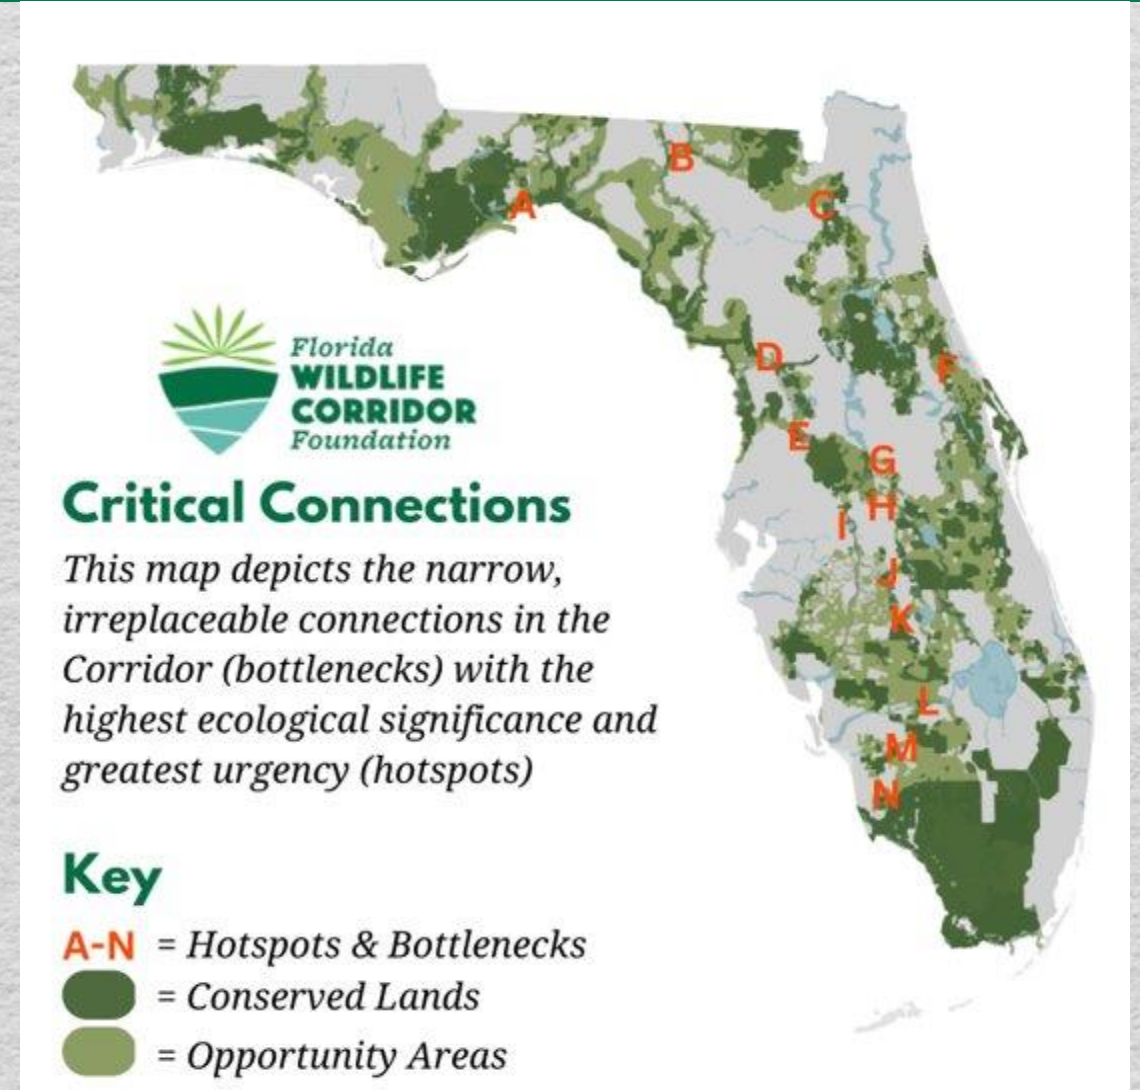 A
B
C
D
E
F
G
H
I
J
K
L
M
N
Florida
WILDLIFE
CORRIDOR
Foundation
Critical Connections
This map depicts the narrow,
irreplaceable connections in the
Corridor (bottlenecks) with the
highest ecological significance and
greatest urgency (hotspots)
Key
A-N = Hotspots & Bottlenecks
= Conserved Lands
= Opportunity Areas